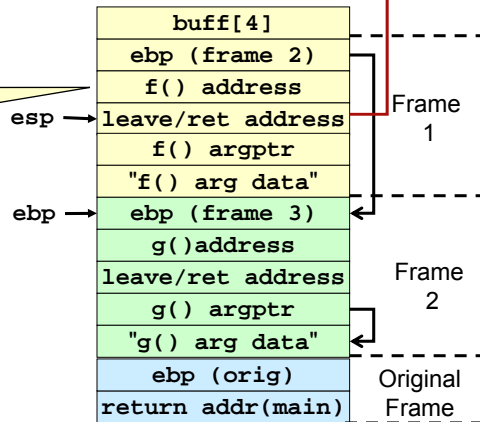 buff[4]
ebp (frame 2)
f() address
esp
leave/ret address
Frame
1
f() argptr
"f() arg data"
ebp
ebp (frame 3)
g()address
leave/ret address
Frame
2
g() argptr
"g() arg data"
ebp (orig)
Original
Frame
return addr(main)